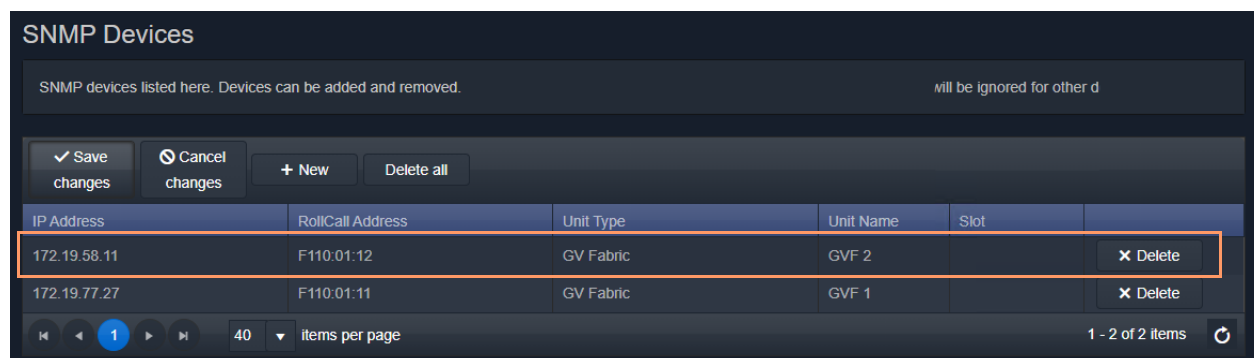 SNMP Devices
SNMP devices listed here. Devices can be added and removed. will be ignored for other d
Save changes Cancel changes + New Delete all
IP Address RollCall Address Unit Type Unit Name Slot
172.19.58.11 F110:01:12 GV Fabric GVF 2 Delete
172.19.77.27 F110:01:11 GV Fabric GVF 1 Delete
1 40 items per page 1 - 2 of 2 items